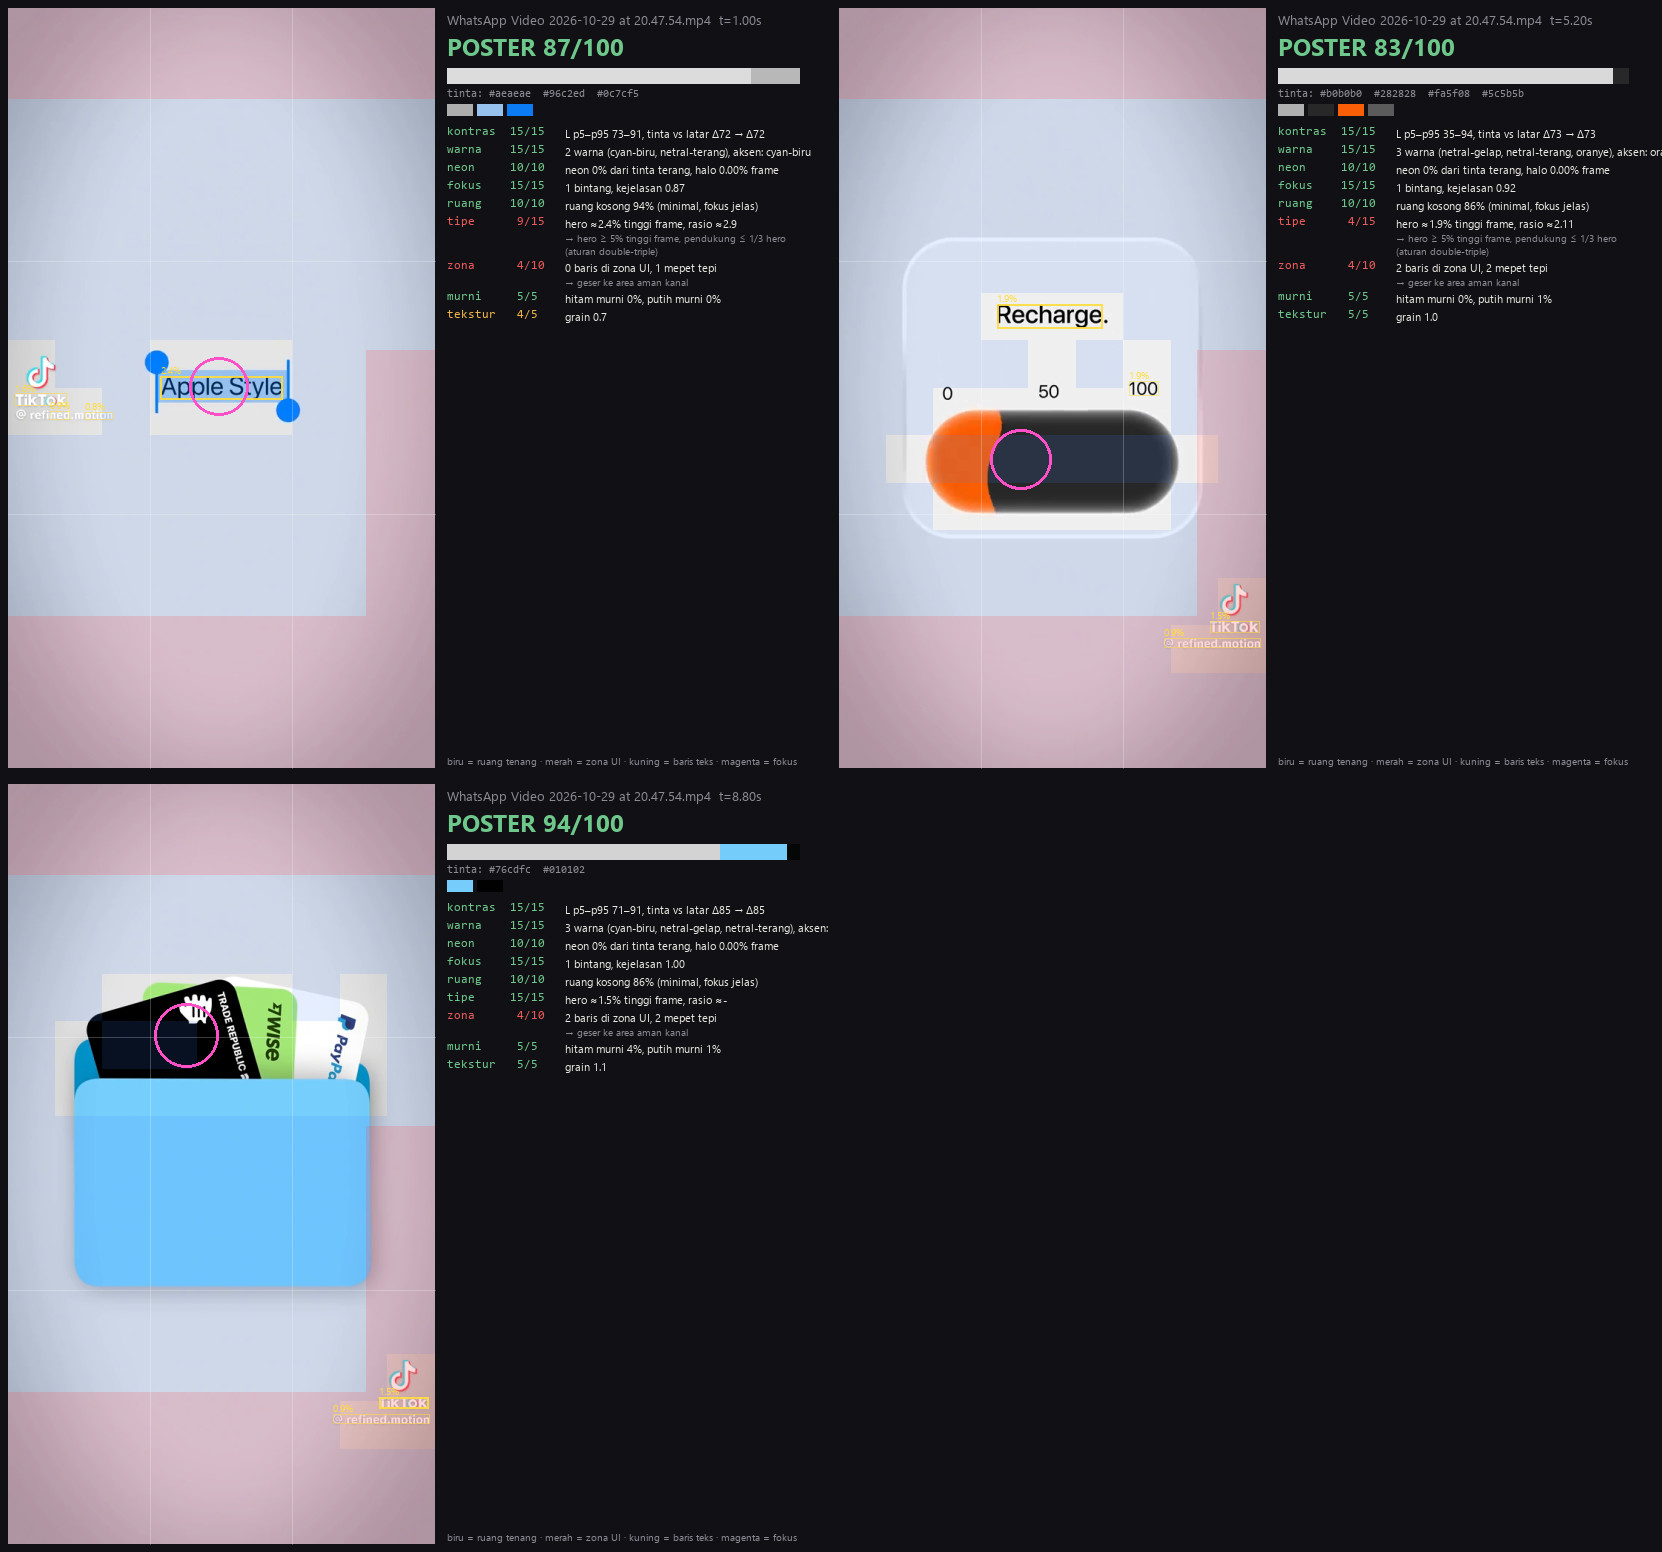 WhatsApp Video 2026-10-29 at 20.47.54.mp4  t=1.00s
POSTER 87/100
tinta: #aeaeae  #96c2ed  #0c7cf5
kontras 15/15 L p5–p95 73–91, tinta vs latar Δ72 → Δ72
warna 15/15 2 warna (cyan-biru, netral-terang), aksen: cyan-biru
neon 10/10 neon 0% dari tinta terang, halo 0.00% frame
fokus 15/15 1 bintang, kejelasan 0.87
ruang 10/10 ruang kosong 94% (minimal, fokus jelas)
tipe 9/15 hero ≈2.4% tinggi frame, rasio ≈2.9
→ hero ≥ 5% tinggi frame, pendukung ≤ 1/3 hero
(aturan double-triple)
zona 4/10 0 baris di zona UI, 1 mepet tepi
→ geser ke area aman kanal
murni 5/5 hitam murni 0%, putih murni 0%
tekstur 4/5 grain 0.7
Apple Style
TikTok
@ refined.motion
biru = ruang tenang · merah = zona UI · kuning = baris teks · magenta = fokus
WhatsApp Video 2026-10-29 at 20.47.54.mp4  t=5.20s
POSTER 83/100
tinta: #b0b0b0  #282828  #fa5f08  #5c5b5b
kontras 15/15 L p5–p95 35–94, tinta vs latar Δ73 → Δ73
warna 15/15 3 warna (netral-gelap, netral-terang, oranye), aksen: ora
neon 10/10 neon 0% dari tinta terang, halo 0.00% frame
fokus 15/15 1 bintang, kejelasan 0.92
ruang 10/10 ruang kosong 86% (minimal, fokus jelas)
tipe 4/15 hero ≈1.9% tinggi frame, rasio ≈2.11
→ hero ≥ 5% tinggi frame, pendukung ≤ 1/3 hero
(aturan double-triple)
zona 4/10 2 baris di zona UI, 2 mepet tepi
→ geser ke area aman kanal
murni 5/5 hitam murni 0%, putih murni 1%
tekstur 5/5 grain 1.0
1.9%
Recharge.
1.9%
0 50 100
TikTok
@ refined.motion
biru = ruang tenang · merah = zona UI · kuning = baris teks · magenta = fokus
WhatsApp Video 2026-10-29 at 20.47.54.mp4  t=8.80s
POSTER 94/100
tinta: #76cdfc  #010102
kontras 15/15 L p5–p95 71–91, tinta vs latar Δ85 → Δ85
warna 15/15 3 warna (cyan-biru, netral-gelap, netral-terang), aksen:
neon 10/10 neon 0% dari tinta terang, halo 0.00% frame
fokus 15/15 1 bintang, kejelasan 1.00
ruang 10/10 ruang kosong 86% (minimal, fokus jelas)
tipe 15/15 hero ≈1.5% tinggi frame, rasio ≈-
zona 4/10 2 baris di zona UI, 2 mepet tepi
→ geser ke area aman kanal
murni 5/5 hitam murni 4%, putih murni 1%
tekstur 5/5 grain 1.1
TRADE REPUBLIC
WISE
PayPa
TikTok
@ refined.motion
biru = ruang tenang · merah = zona UI · kuning = baris teks · magenta = fokus